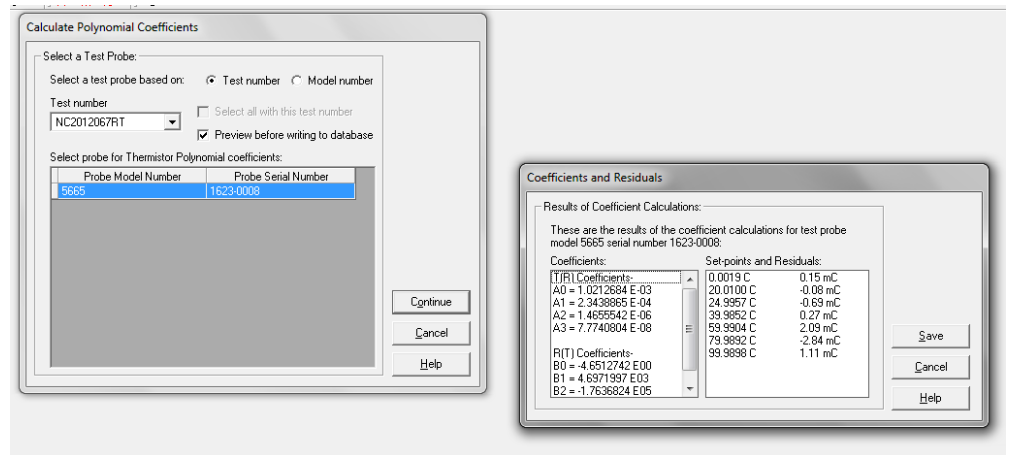 Calculate Polynomial Coefficients
Select a Test Probe:
Select a test probe based on: Test number Model number
Test number
NC2012067RT
Select all with this test number
Preview before writing to database
Select probe for Thermistor Polynomial coefficients:
Probe Model Number Probe Serial Number
5665 1623-0008
Continue
Cancel
Help
Coefficients and Residuals
Results of Coefficient Calculations:
These are the results of the coefficient calculations for test probe
model 5665 serial number 1623-0008:
Coefficients:
T(R) Coefficients-
A0 = 1.0212684 E-03
A1 = 2.3438865 E-04
A2 = 1.4655542 E-06
A3 = 7.7740804 E-08
R(T) Coefficients-
B0 = -4.6512742 E00
B1 = 4.6971997 E03
B2 = -1.7636824 E05
Set-points and Residuals:
0.0019 C 0.15 mC
20.0100 C -0.08 mC
24.9957 C -0.69 mC
39.9852 C 0.27 mC
59.9904 C 2.09 mC
79.9892 C -2.84 mC
99.9898 C 1.11 mC
Save
Cancel
Help